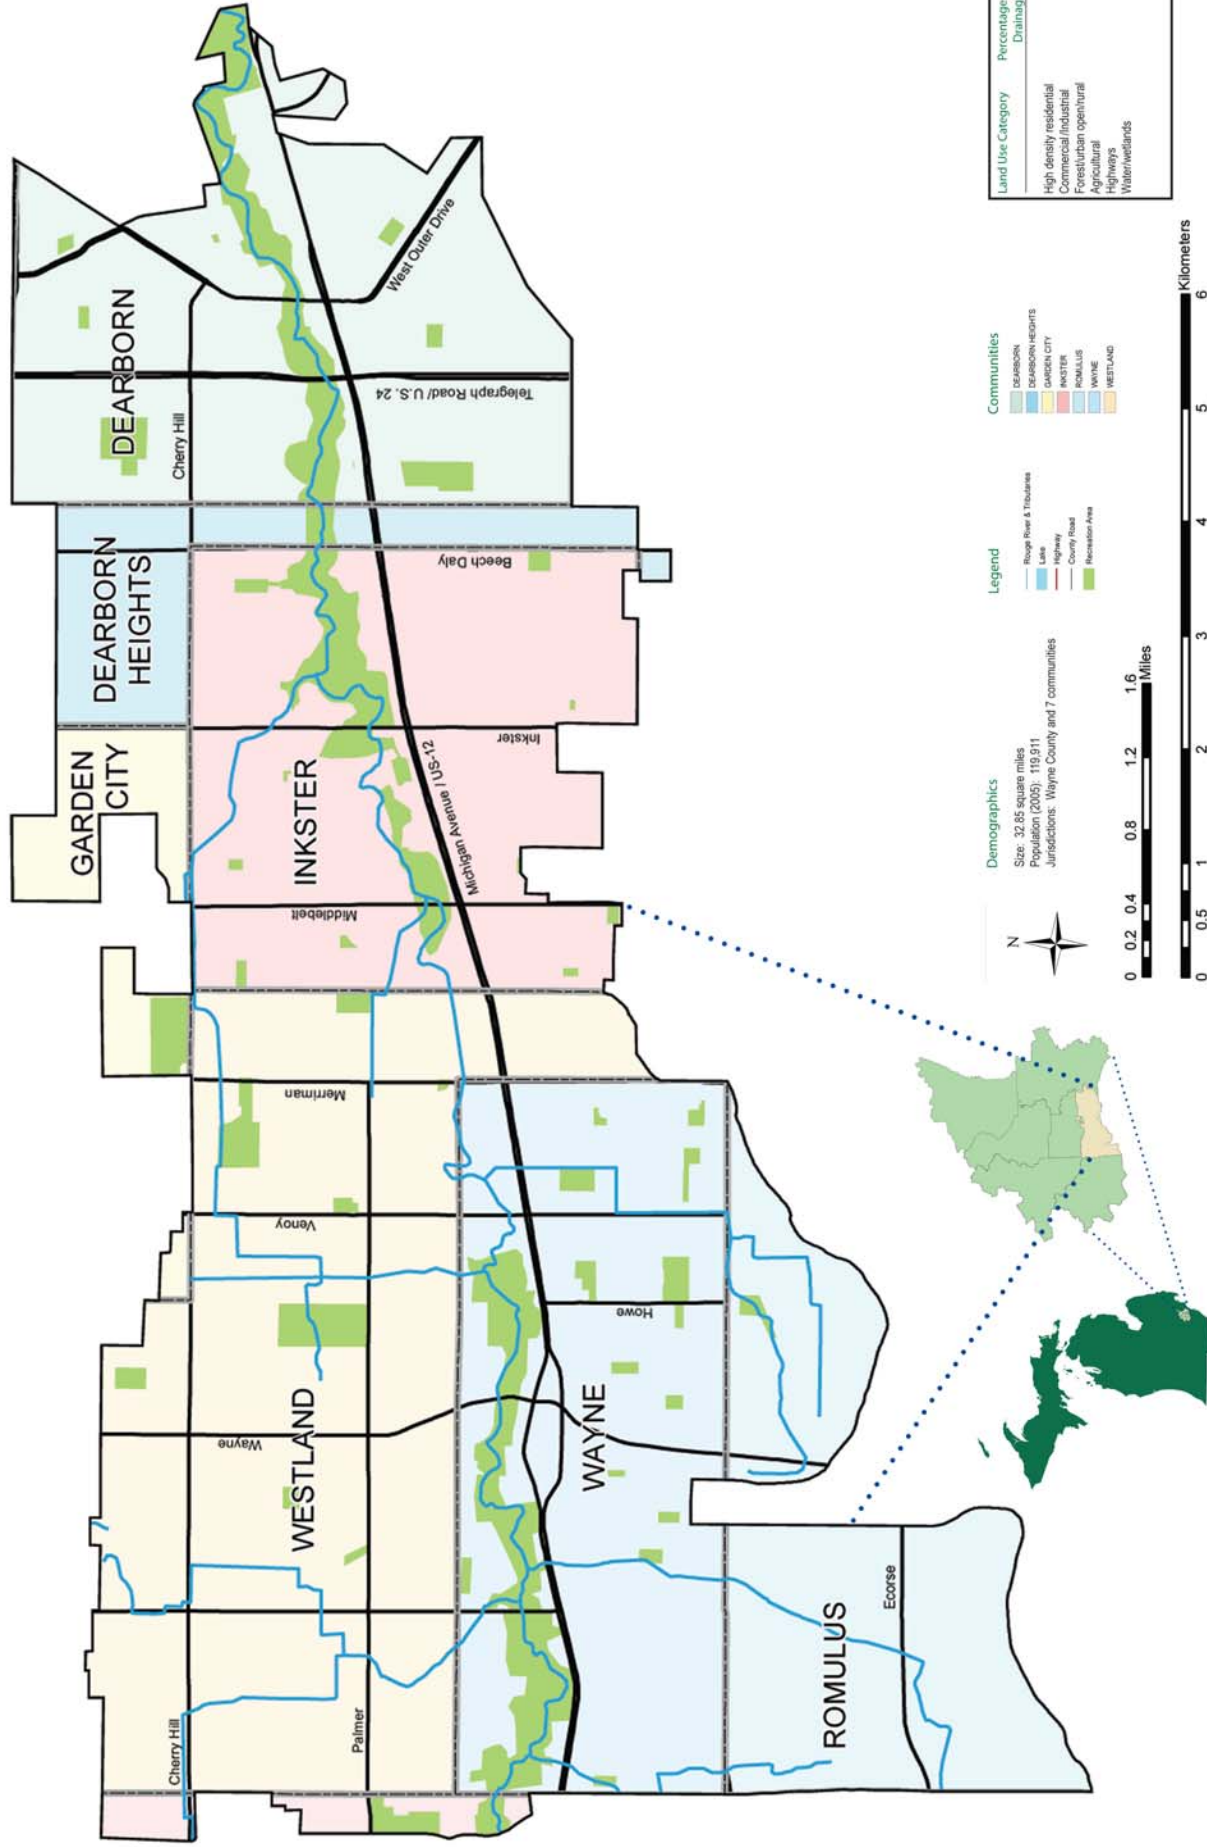 DEARBORN
Cherry Hill
Telegraph Road/ U.S. 24
West Outer Drive
DEARBORN
HEIGHTS
Beech Daly
GARDEN
CITY
INKSTER
Inkster
Michigan Avenue / US-12
Middlebelt
Merriman
Venoy
WESTLAND
Wayne
Howe
WAYNE
Cherry Hill
Palmer
ROMULUS
Ecorse
Demographics
Size: 32.85 square miles
Population (2005): 119,911
Jurisdictions: Wayne County and 7 communities
Legend
Rouge River & Tributaries
Lake
Highway
County Road
Recreation Area
Communities
DEARBORN
DEARBORN HEIGHTS
GARDEN CITY
INKSTER
ROMULUS
WAYNE
WESTLAND
Land Use Category Percentage
Drainag
High density residential
Commercial/Industrial
Forest/urban open/rural
Agricultural
Highways
Water/wetlands
N
0 0.2 0.4 0.8 1.2 1.6
Miles
0 0.5 1 2 3 4 5 6
Kilometers